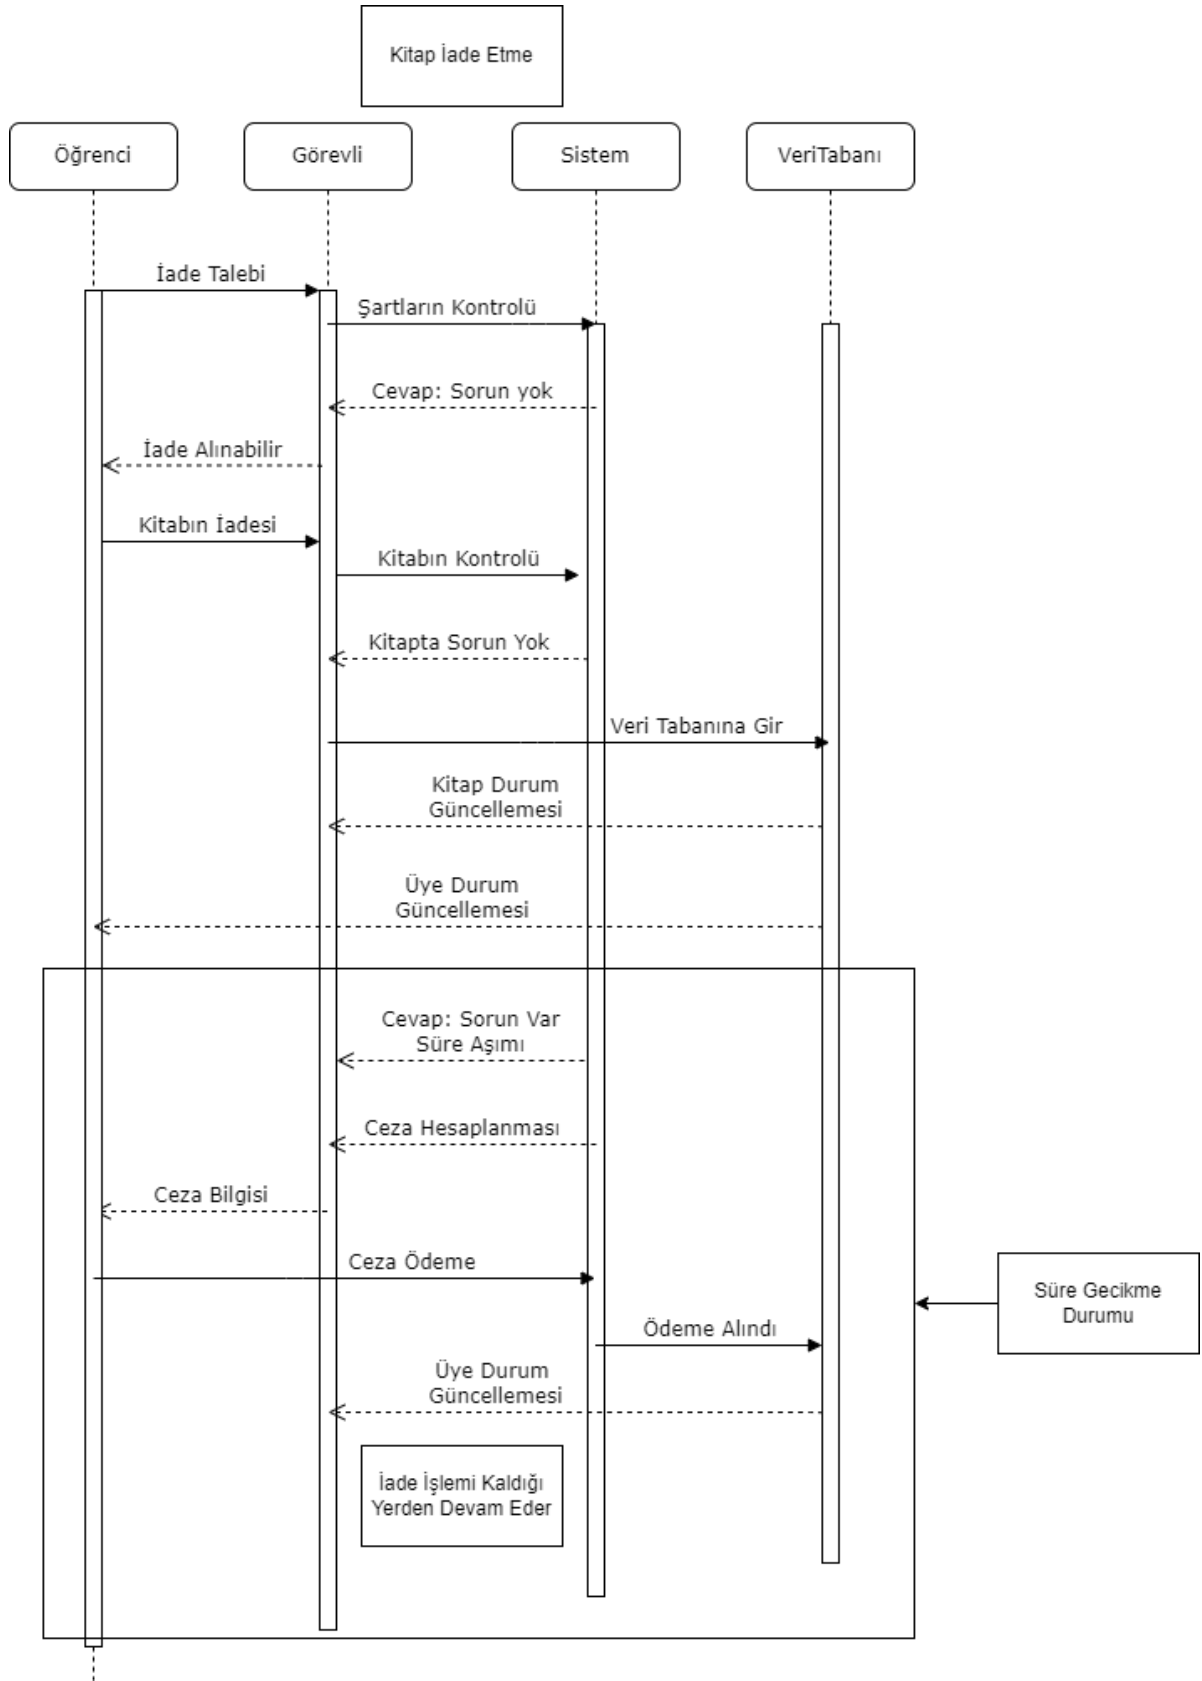 Kitap İade Etme
Öğrenci
Görevli
Sistem
VeriTabanı
İade Talebi
Şartların Kontrolü
Cevap: Sorun yok
İade Alınabilir
Kitabın İadesi
Kitabın Kontrolü
Kitapta Sorun Yok
Veri Tabanına Gir
Kitap Durum
Güncellemesi
Üye Durum
Güncellemesi
Cevap: Sorun Var
Süre Aşımı
Ceza Hesaplanması
Ceza Bilgisi
Ceza Ödeme
Süre Gecikme
Durumu
Ödeme Alındı
Üye Durum
Güncellemesi
İade İşlemi Kaldığı
Yerden Devam Eder